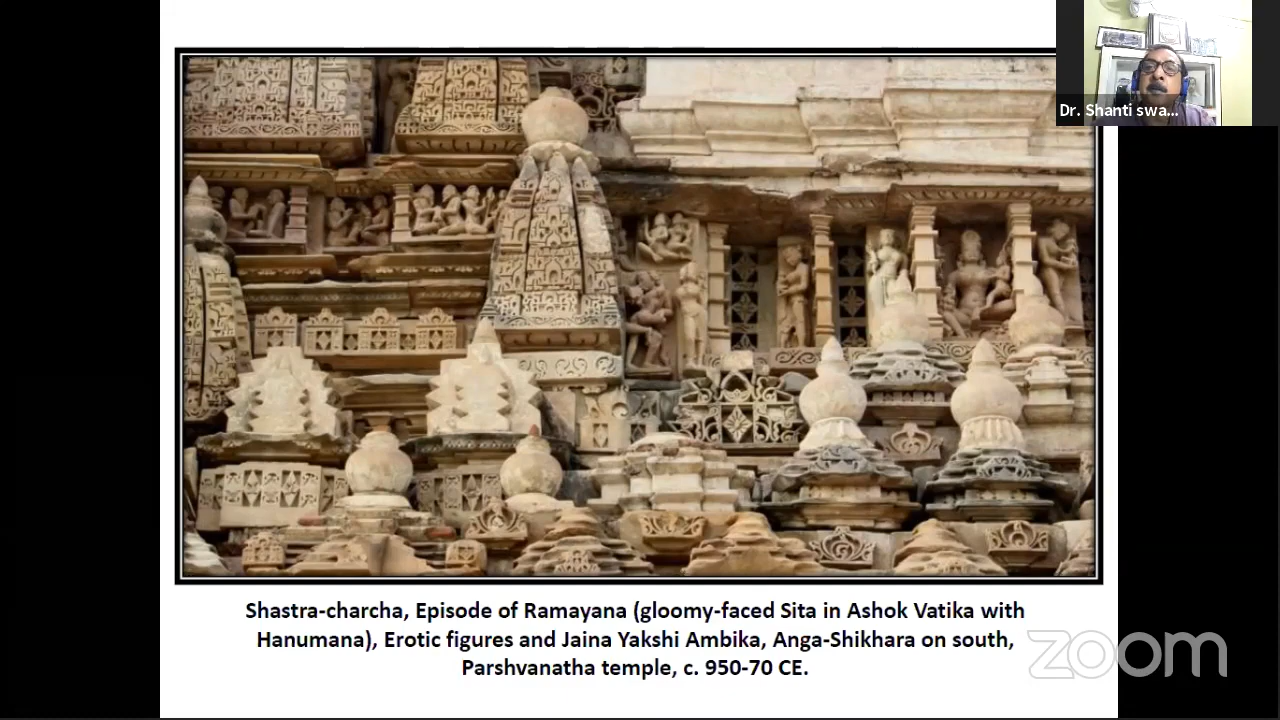 Dr. Shanti swa...
Shastra-charcha, Episode of Ramayana (gloomy-faced Sita in Ashok Vatika with
Hanumana), Erotic figures and Jaina Yakshi Ambika, Anga-Shikhara on south,
Parshvanatha temple, c. 950-70 CE.
zoom